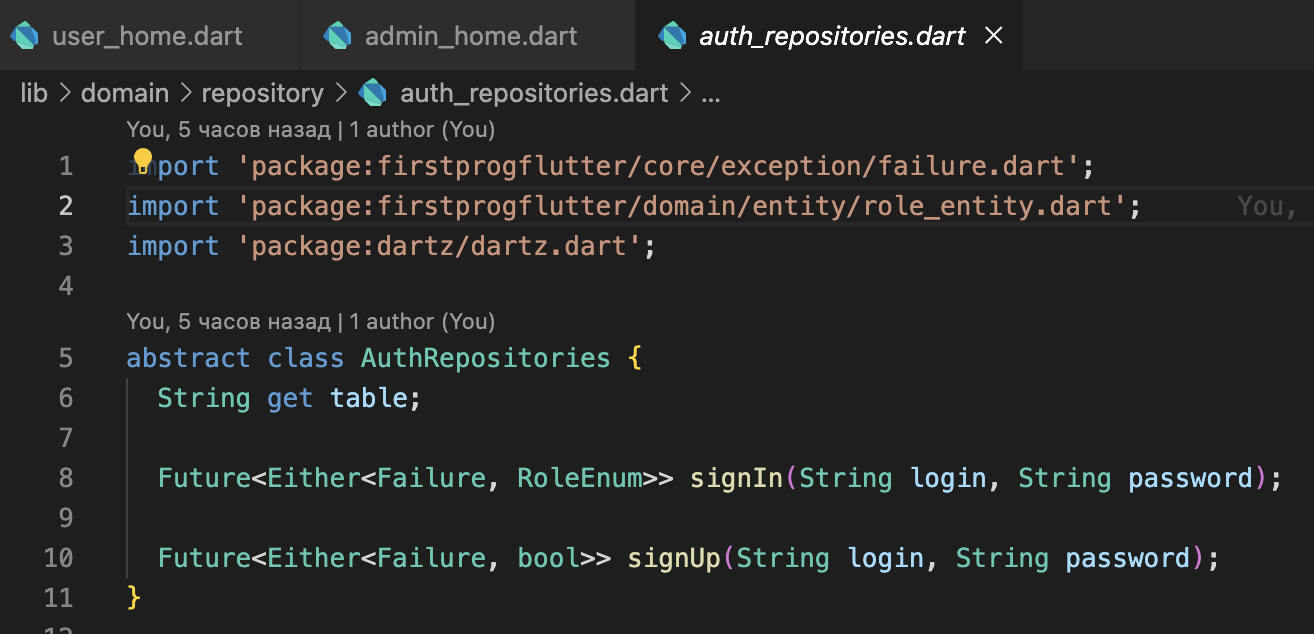 user_home.dart admin_home.dart auth_repositories.dart
lib > domain > repository > auth_repositories.dart > ...
You, 5 часов назад | 1 author (You)
1 import 'package:firstprogflutter/core/exception/failure.dart';
2 import 'package:firstprogflutter/domain/entity/role_entity.dart'; You,
3 import 'package:dartz/dartz.dart';
4
You, 5 часов назад | 1 author (You)
5 abstract class AuthRepositories {
6 String get table;
7
8 Future<Either<Failure, RoleEnum>> signIn(String login, String password);
9
10 Future<Either<Failure, bool>> signUp(String login, String password);
11 }
12